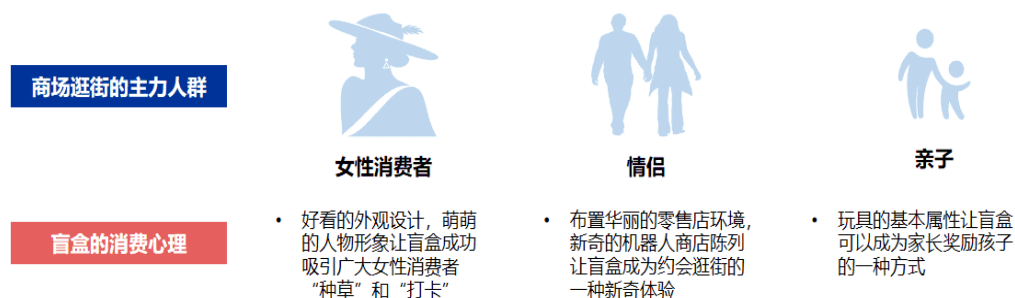 商场逛街的主力人群
女性消费者
情侣
亲子
盲盒的消费心理
• 好看的外观设计，萌萌
的人物形象让盲盒成功
吸引广大女性消费者
“种草”和“打卡”
• 布置华丽的零售店环境，
新奇的机器人商店陈列
让盲盒成为约会逛街的
一种新奇体验
• 玩具的基本属性让盲盒
可以成为家长奖励孩子
的一种方式